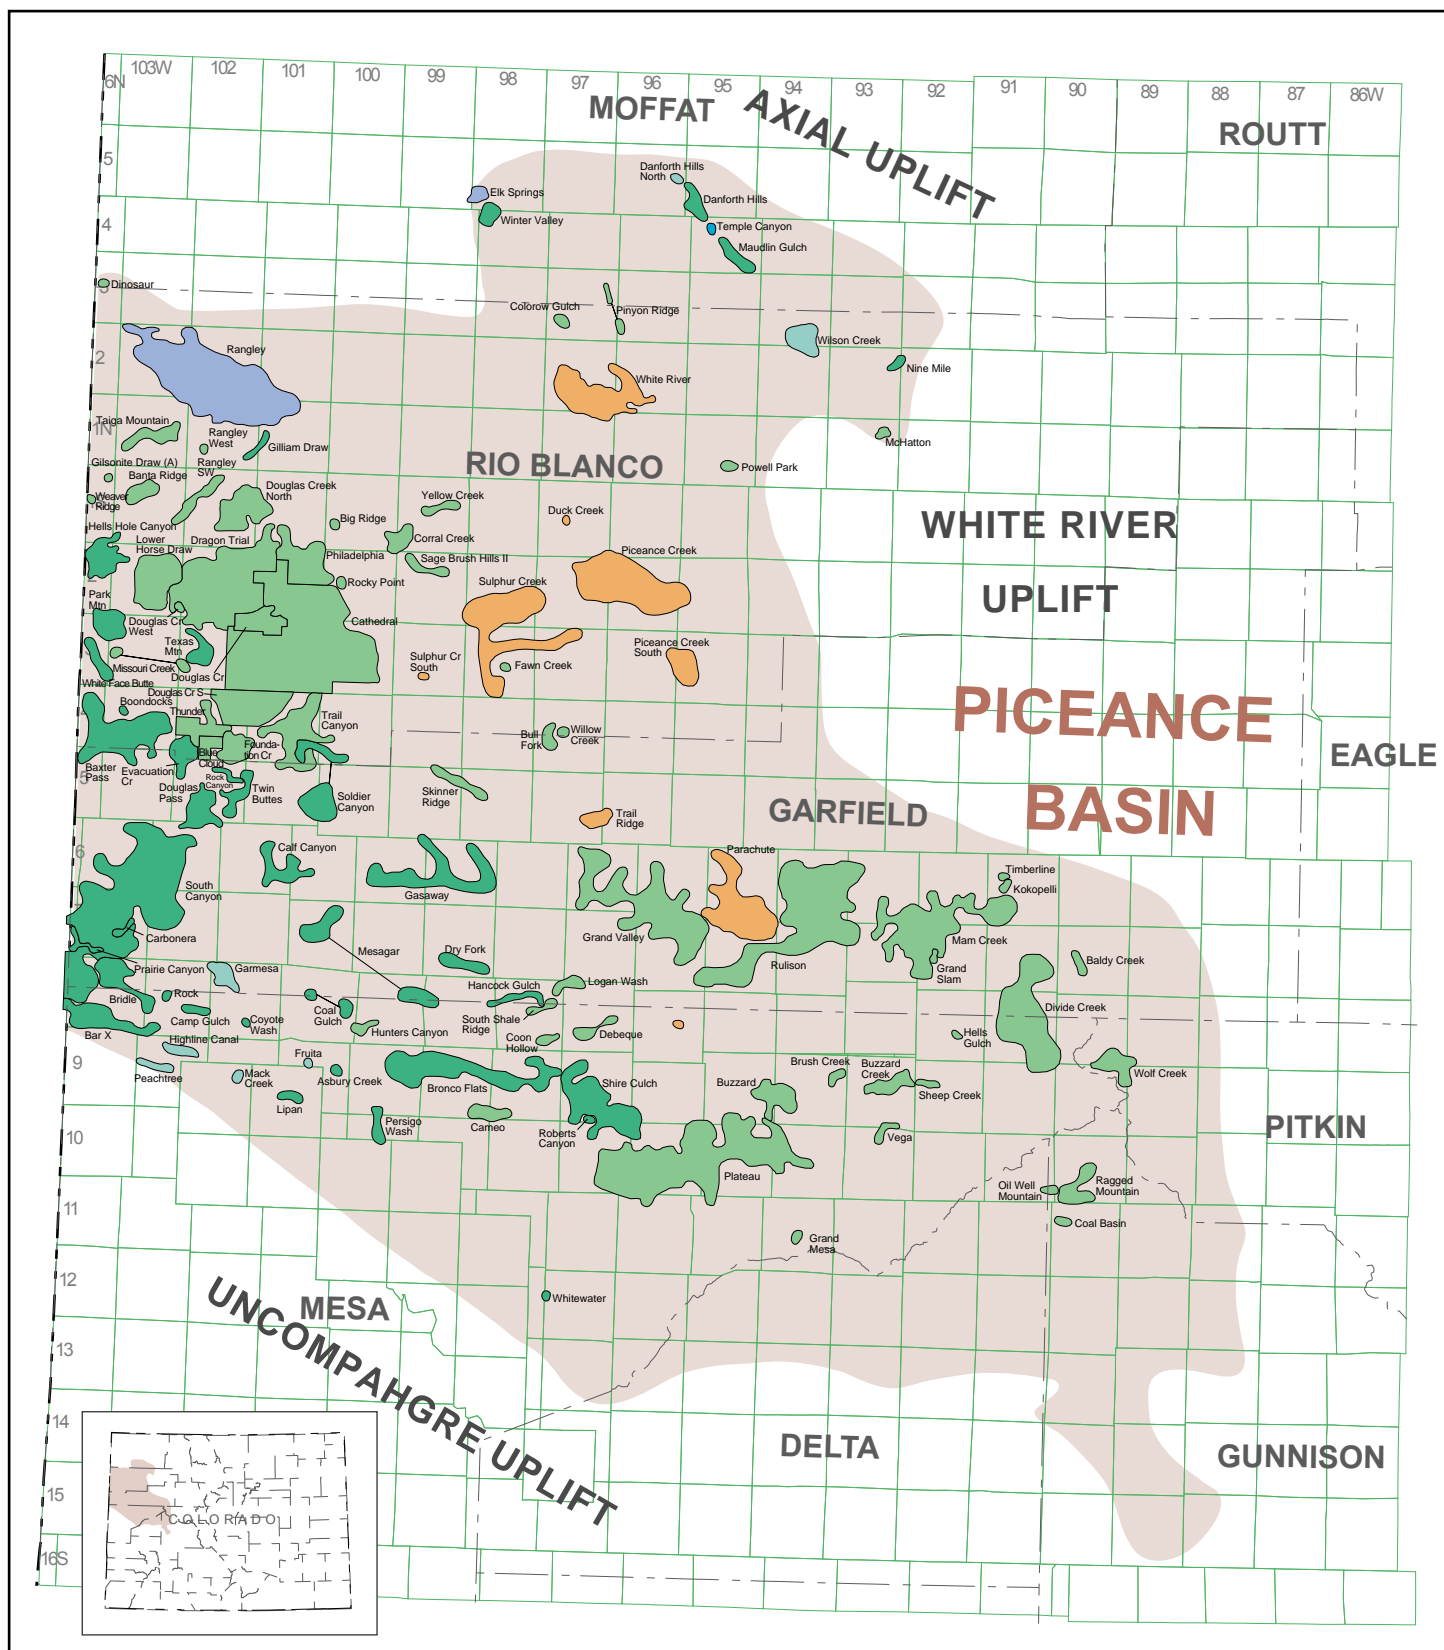 6N
103W
102
101
100
99
98
97
96
95
94
93
92
91
90
89
88
87
86W
MOFFAT
AXIAL UPLIFT
ROUTT
5
Danforth Hills
North
Elk Springs
Danforth Hills
Winter Valley
4
Temple Canyon
Maudlin Gulch
Dinosaur
3
Colorow Gulch
Pinyon Ridge
Wilson Creek
Rangley
2
White River
Nine Mile
Taiga Mountain
1N
Rangley
West
Gilliam Draw
McHatton
Gilsonite Draw (A)
Rangley
SW
RIO BLANCO
Powell Park
Banta Ridge
Douglas Creek
North
Weaver
Ridge
Yellow Creek
Big Ridge
Duck Creek
WHITE RIVER
UPLIFT
Hells Hole Canyon
Lower
Horse Draw
Dragon Trial
Corral Creek
Philadelphia
Sage Brush Hills II
Piceance Creek
2
Rocky Point
Sulphur Creek
Park
Mtn
Douglas Cr
West
Cathedral
Texas
Mtn
3
Missouri Creek
Douglas Cr
Sulphur Cr
South
Fawn Creek
Piceance Creek
South
White Face Butte
Douglas Cr S
Boondocks
Thunder
Trail
Canyon
PICEANCE
BASIN
Bull
Fork
Willow
Creek
Blue
Cloud
Founda-
tion Cr
EAGLE
Baxter
Pass
Evacuation
Cr
5
Rock
Canyon
Douglas
Pass
Twin
Buttes
Soldier
Canyon
Skinner
Ridge
Trail
Ridge
GARFIELD
6
Calf Canyon
Parachute
South
Canyon
Gasaway
Timberline
Kokopelli
Carbonera
Mesagar
Dry Fork
Grand Valley
Rulison
Mam Creek
Grand
Slam
Baldy Creek
Prairie Canyon
Garmesa
Logan Wash
Hancock Gulch
Bridle
Rock
Coal
Gulch
South Shale
Ridge
Divide Creek
Camp Gulch
Coyote
Wash
Hunters Canyon
Bar X
Debeque
Hells
Gulch
Coon
Hollow
Highline Canal
9
Peachtree
Fruita
Mack
Creek
Asbury Creek
Bronco Flats
Shire Culch
Buzzard
Brush Creek
Buzzard
Creek
Sheep Creek
Wolf Creek
Lipan
10
Persigo
Wash
Cameo
Roberts
Canyon
Vega
PITKIN
Plateau
Oil Well
Mountain
Ragged
Mountain
11
Coal Basin
Grand
Mesa
12
Whitewater
MESA
UNCOMPAHGRE UPLIFT
13
14
DELTA
GUNNISON
15
COLORADO
16S